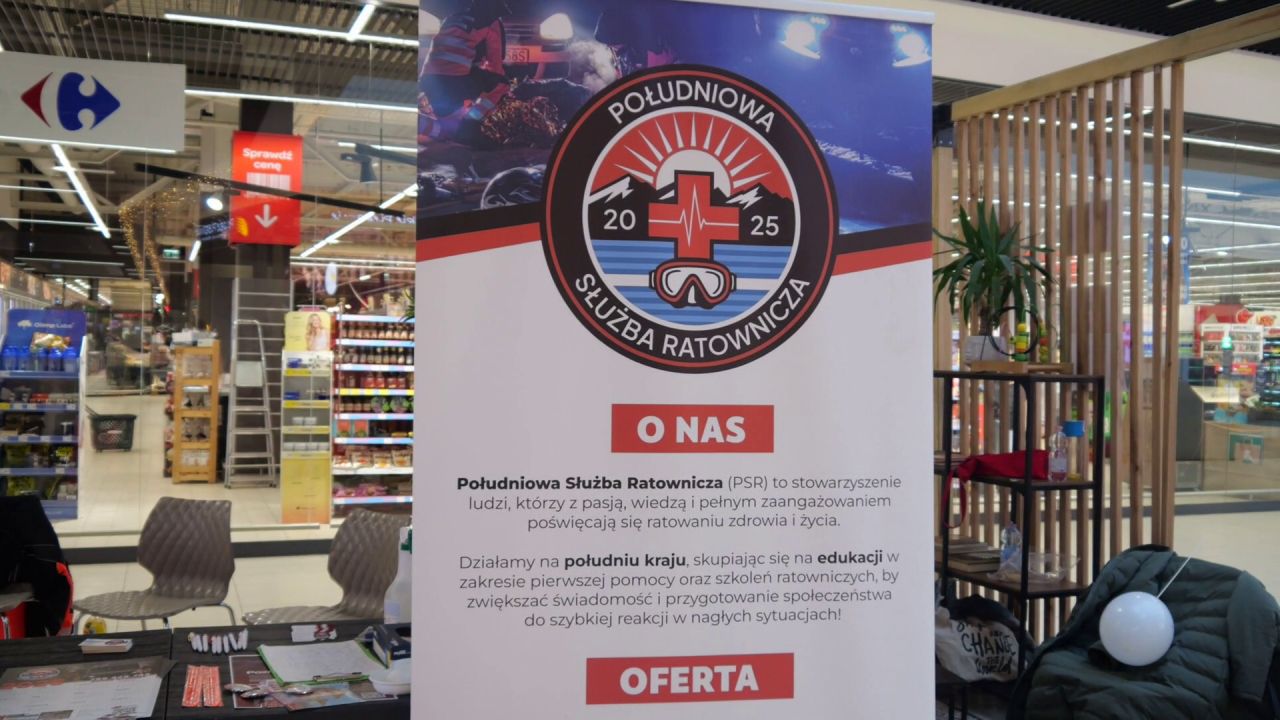 Sprawdź
cenę
POŁUDNIOWA
20 25
SŁUŻBA RATOWNICZA
O NAS
Południowa Służba Ratownicza (PSR) to stowarzyszenie
ludzi, którzy z pasją, wiedzą i pełnym zaangażowaniem
poświęcają się ratowaniu zdrowia i życia.
Działamy na południu kraju, skupiając się na edukacji w
zakresie pierwszej pomocy oraz szkoleń ratowniczych, by
zwiększać świadomość i przygotowanie społeczeństwa
do szybkiej reakcji w nagłych sytuacjach!
OFERTA
CHANGE